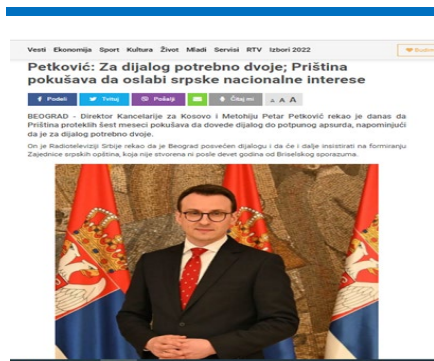 Vesti Ekonomija Sport Kultura Život Mladi Servisi RTV Izbori 2022
Petković: Za dijalog potrebno dvoje; Priština
pokušava da oslabi srpske nacionalne interese
Podeli Tvituj Pošalji Čitaj mi A A A
BEOGRAD - Direktor Kancelarije za Kosovo i Metohiju Petar Petković rekao je danas da
Priština proteklih šest meseci pokušava da dovede dijalog do potpunog apsurda, napominjući
da je za dijalog potrebno dvoje.
On je Radioteleviziji Srbije rekao da je Beograd posvećen dijalogu i da će i dalje insistirati na formiranju
Zajednice srpskih opština, koja nije stvorena ni posle devet godina od Briselskog sporazuma.